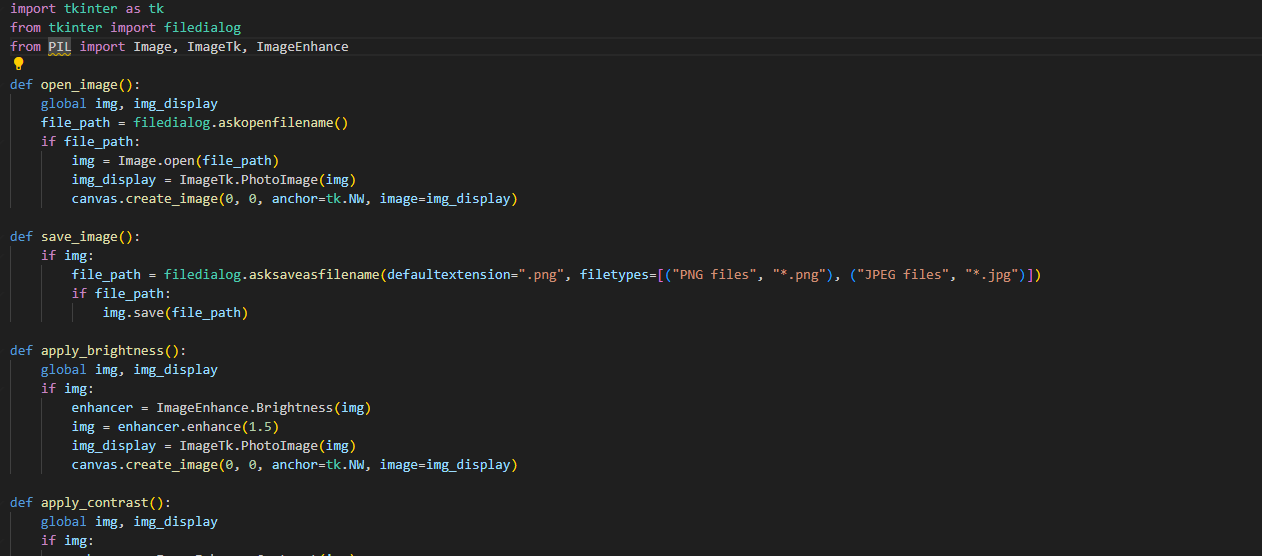 import tkinter as tk
from tkinter import filedialog
from PIL import Image, ImageTk, ImageEnhance
def open_image():
    global img, img_display
    file_path = filedialog.askopenfilename()
    if file_path:
        img = Image.open(file_path)
        img_display = ImageTk.PhotoImage(img)
        canvas.create_image(0, 0, anchor=tk.NW, image=img_display)
def save_image():
    if img:
        file_path = filedialog.asksaveasfilename(defaultextension=".png", filetypes=[("PNG files", "*.png"), ("JPEG files", "*.jpg")])
        if file_path:
            img.save(file_path)
def apply_brightness():
    global img, img_display
    if img:
        enhancer = ImageEnhance.Brightness(img)
        img = enhancer.enhance(1.5)
        img_display = ImageTk.PhotoImage(img)
        canvas.create_image(0, 0, anchor=tk.NW, image=img_display)
def apply_contrast():
    global img, img_display
    if img: